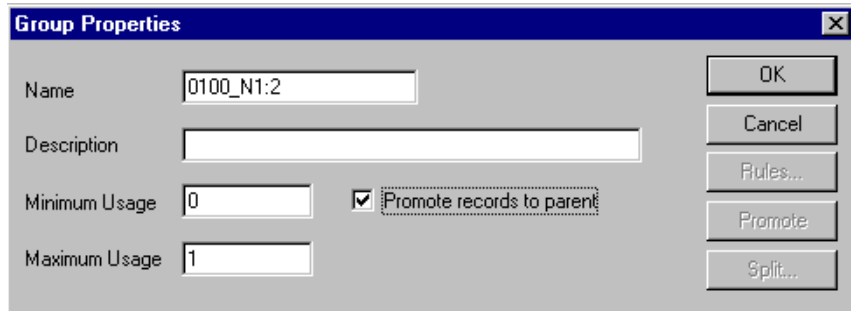 Group Properties
Name 0100_N1:2
Description
Minimum Usage 0 Promote records to parent
Maximum Usage 1
OK
Cancel
Rules...
Promote
Split...